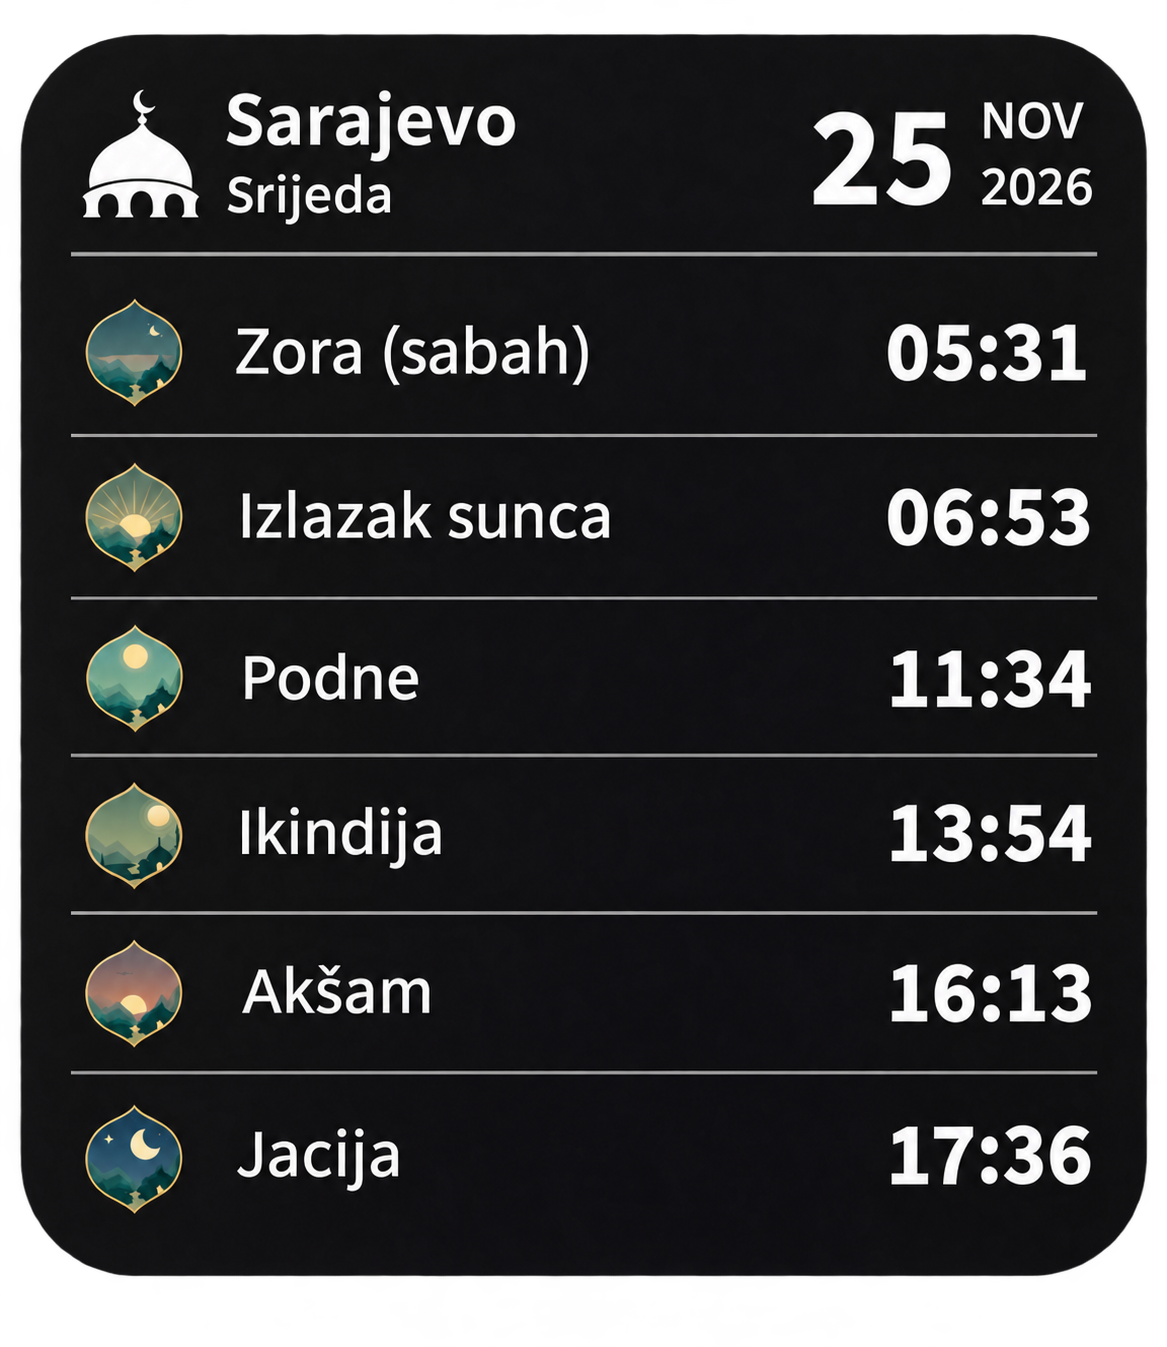 Sarajevo
Srijeda
25 NOV 2026
Zora (sabah) 05:31
Izlazak sunca 06:53
Podne 11:34
Ikindija 13:54
Akšam 16:13
Jacija 17:36